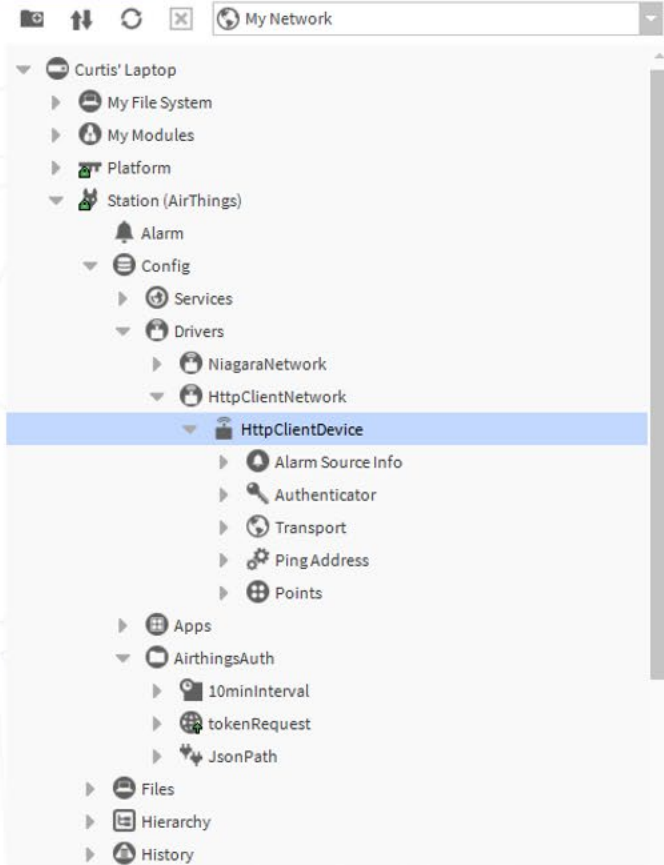 My Network
Curtis' Laptop
My File System
My Modules
Platform
Station (AirThings)
Alarm
Config
Services
Drivers
NiagaraNetwork
HttpClientNetwork
HttpClientDevice
Alarm Source Info
Authenticator
Transport
Ping Address
Points
Apps
AirthingsAuth
10minInterval
tokenRequest
JsonPath
Files
Hierarchy
History